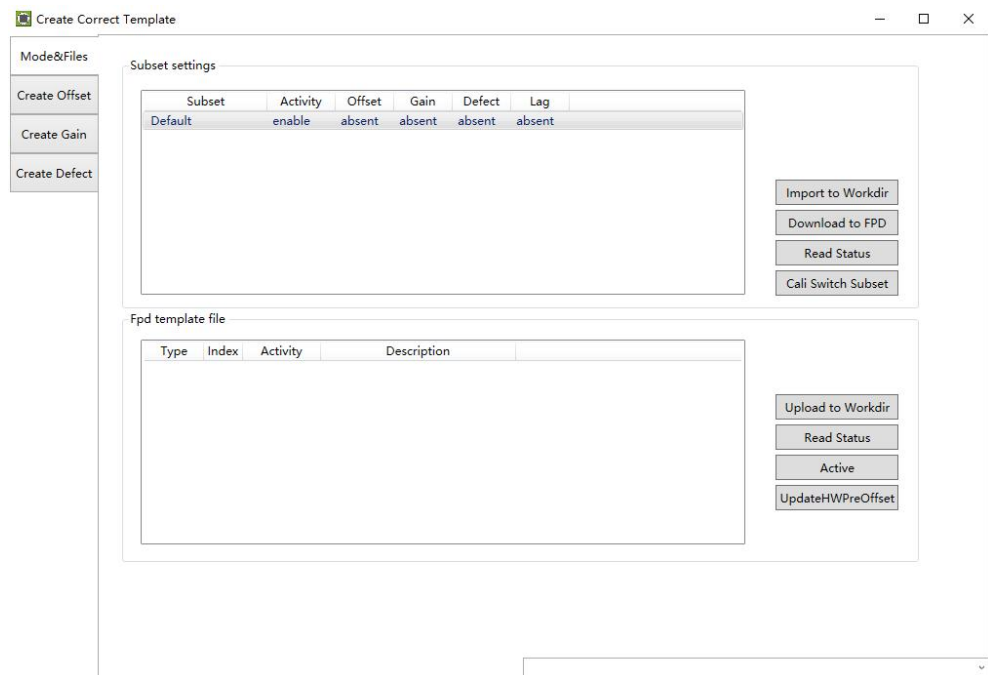 Create Correct Template
Mode&Files
Create Offset
Create Gain
Create Defect
Subset settings
Subset Activity Offset Gain Defect Lag
Default enable absent absent absent absent
Import to Workdir
Download to FPD
Read Status
Cali Switch Subset
Fpd template file
Type Index Activity Description
Upload to Workdir
Read Status
Active
UpdateHWPreOffset